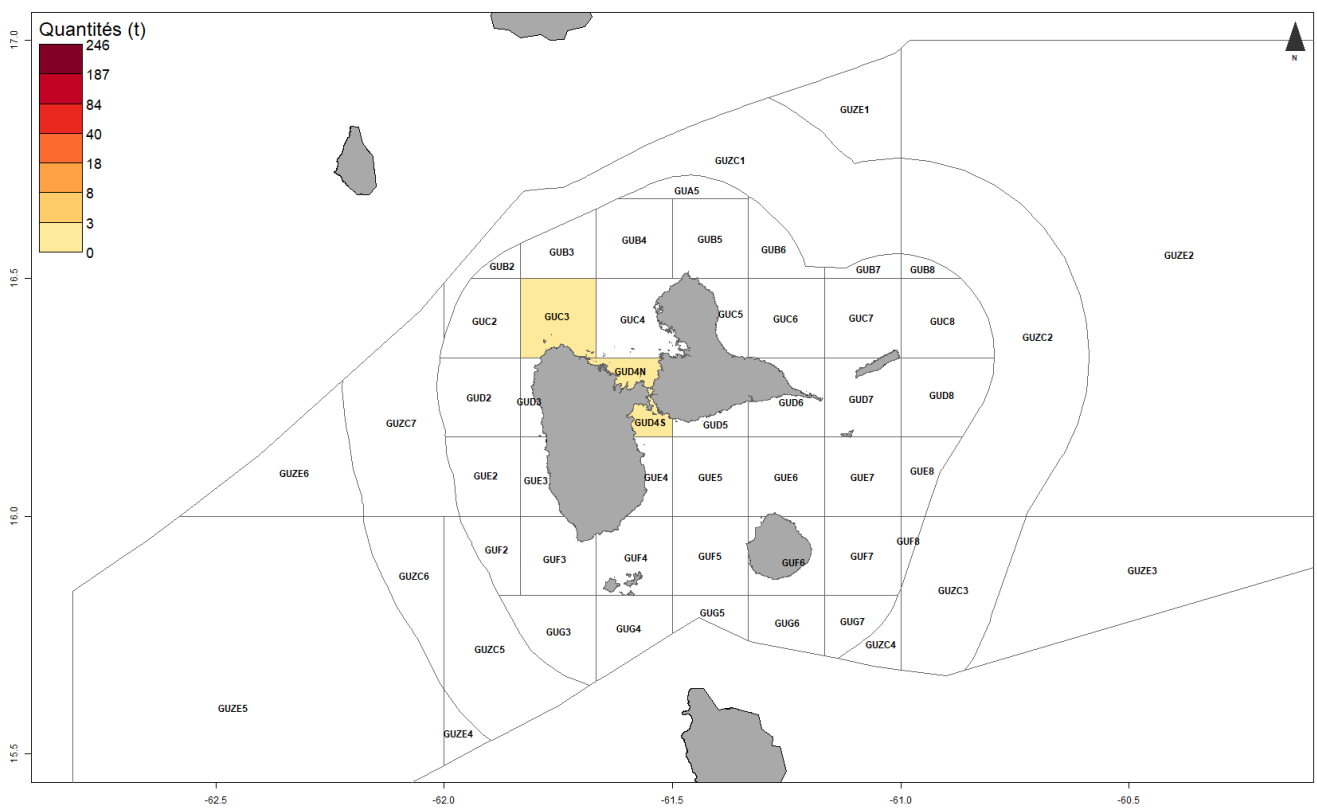 Quantités (t)
246
187
84
40
18
8
3
0
N
17.0
16.5
16.0
15.5
GUZE1
GUZC1
GUA5
GUB4
GUB5
GUB6
GUB3
GUB2
GUB7
GUB8
GUZE2
GUC2
GUC3
GUC4
GUC5
GUC6
GUC7
GUC8
GUZC2
GUD4N
GUD2
GUD3
GUD6
GUD7
GUD8
GUZC7
GUD4S
GUD5
GUZE6
GUE2
GUE3
GUE4
GUE5
GUE6
GUE7
GUE8
GUF2
GUF3
GUF4
GUF5
GUF6
GUF7
GUF8
GUZC6
GUZE3
GUZC3
GUG3
GUG4
GUG5
GUG6
GUG7
GUZC5
GUZC4
GUZE5
GUZE4
-62.5
-62.0
-61.5
-61.0
-60.5